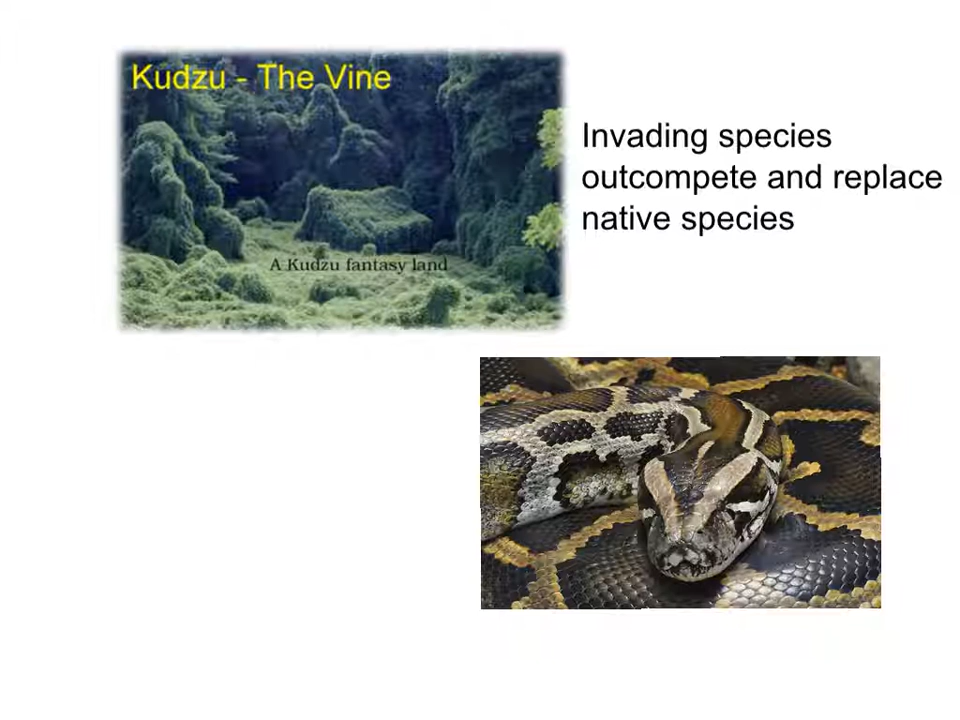 Kudzu - The Vine
A Kudzu fantasy land
Invading species
outcompete and replace
native species